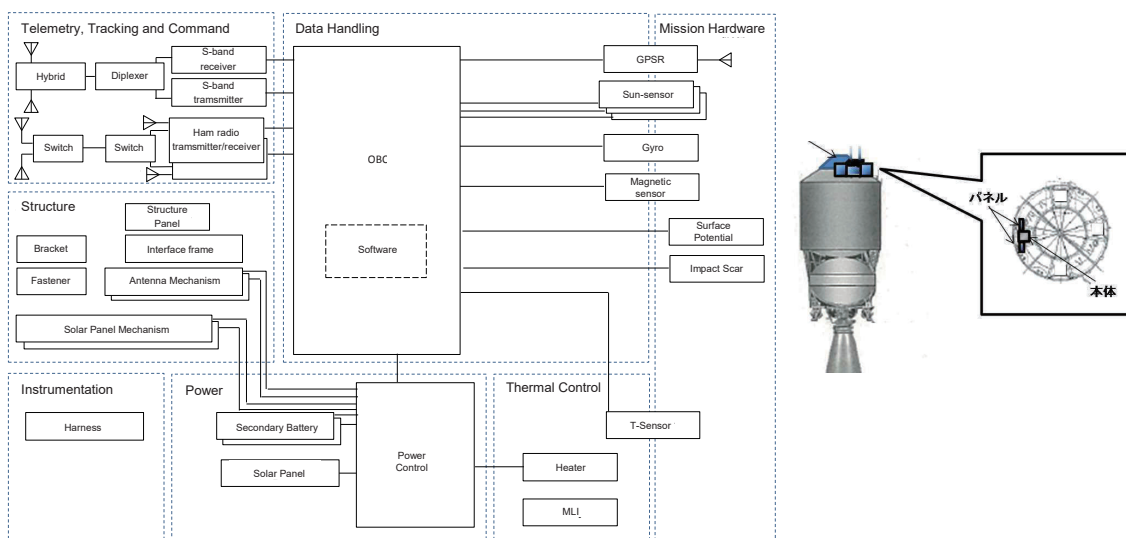 Telemetry, Tracking and Command
Hybrid
Diplexer
S-band
receiver
S-band
transmitter
Switch
Switch
Ham radio
tramsmitter/receiver
Data Handling
OBC
Software
Mission Hardware
GPSR
Sun-sensor
Gyro
Magnetic
sensor
Surface
Potential
Impact Scar
Structure
Structure
Panel
Bracket
Interface frame
Fastener
Antenna Mechanism
Solar Panel Mechanism
Instrumentation
Harness
Power
Secondary Battery
Solar Panel
Power
Control
Thermal Control
T-Sensor
Heater
MLI
パネル
本体